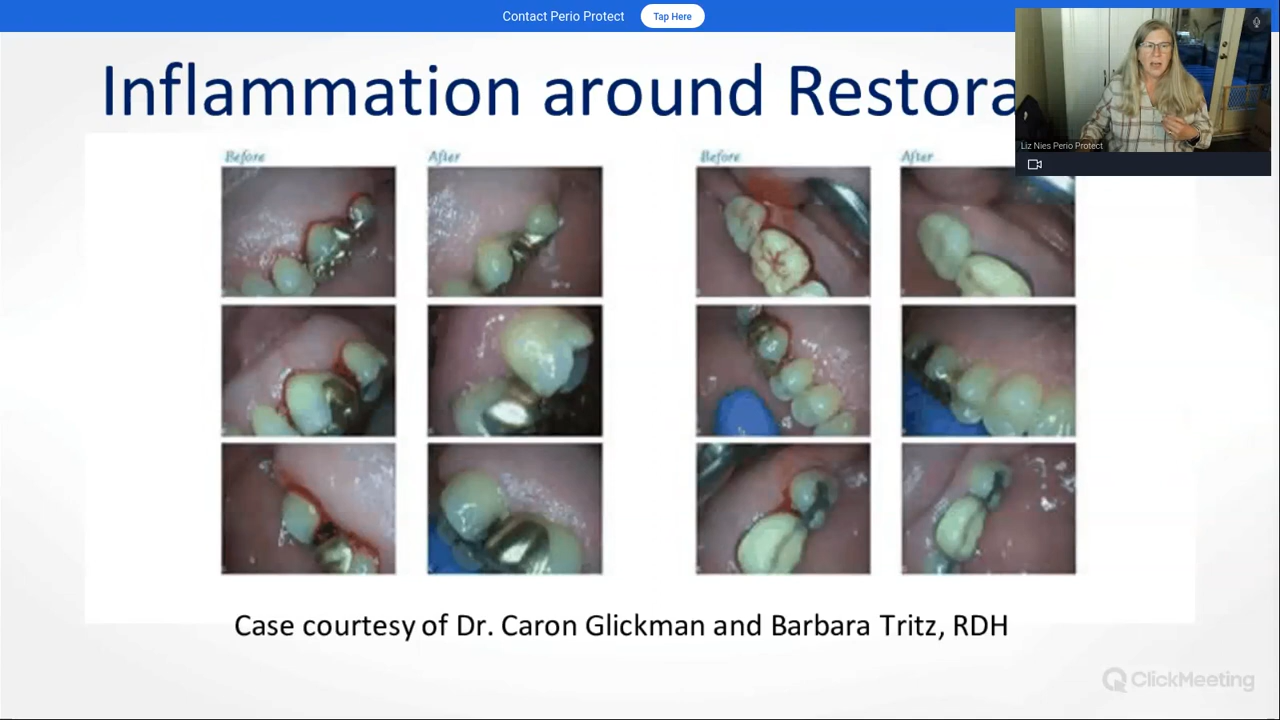 Contact Perio Protect Tap Here
Inflammation around Restora
Liz Nies Perio Protect
Before After Before After
Case courtesy of Dr. Caron Glickman and Barbara Tritz, RDH
ClickMeeting